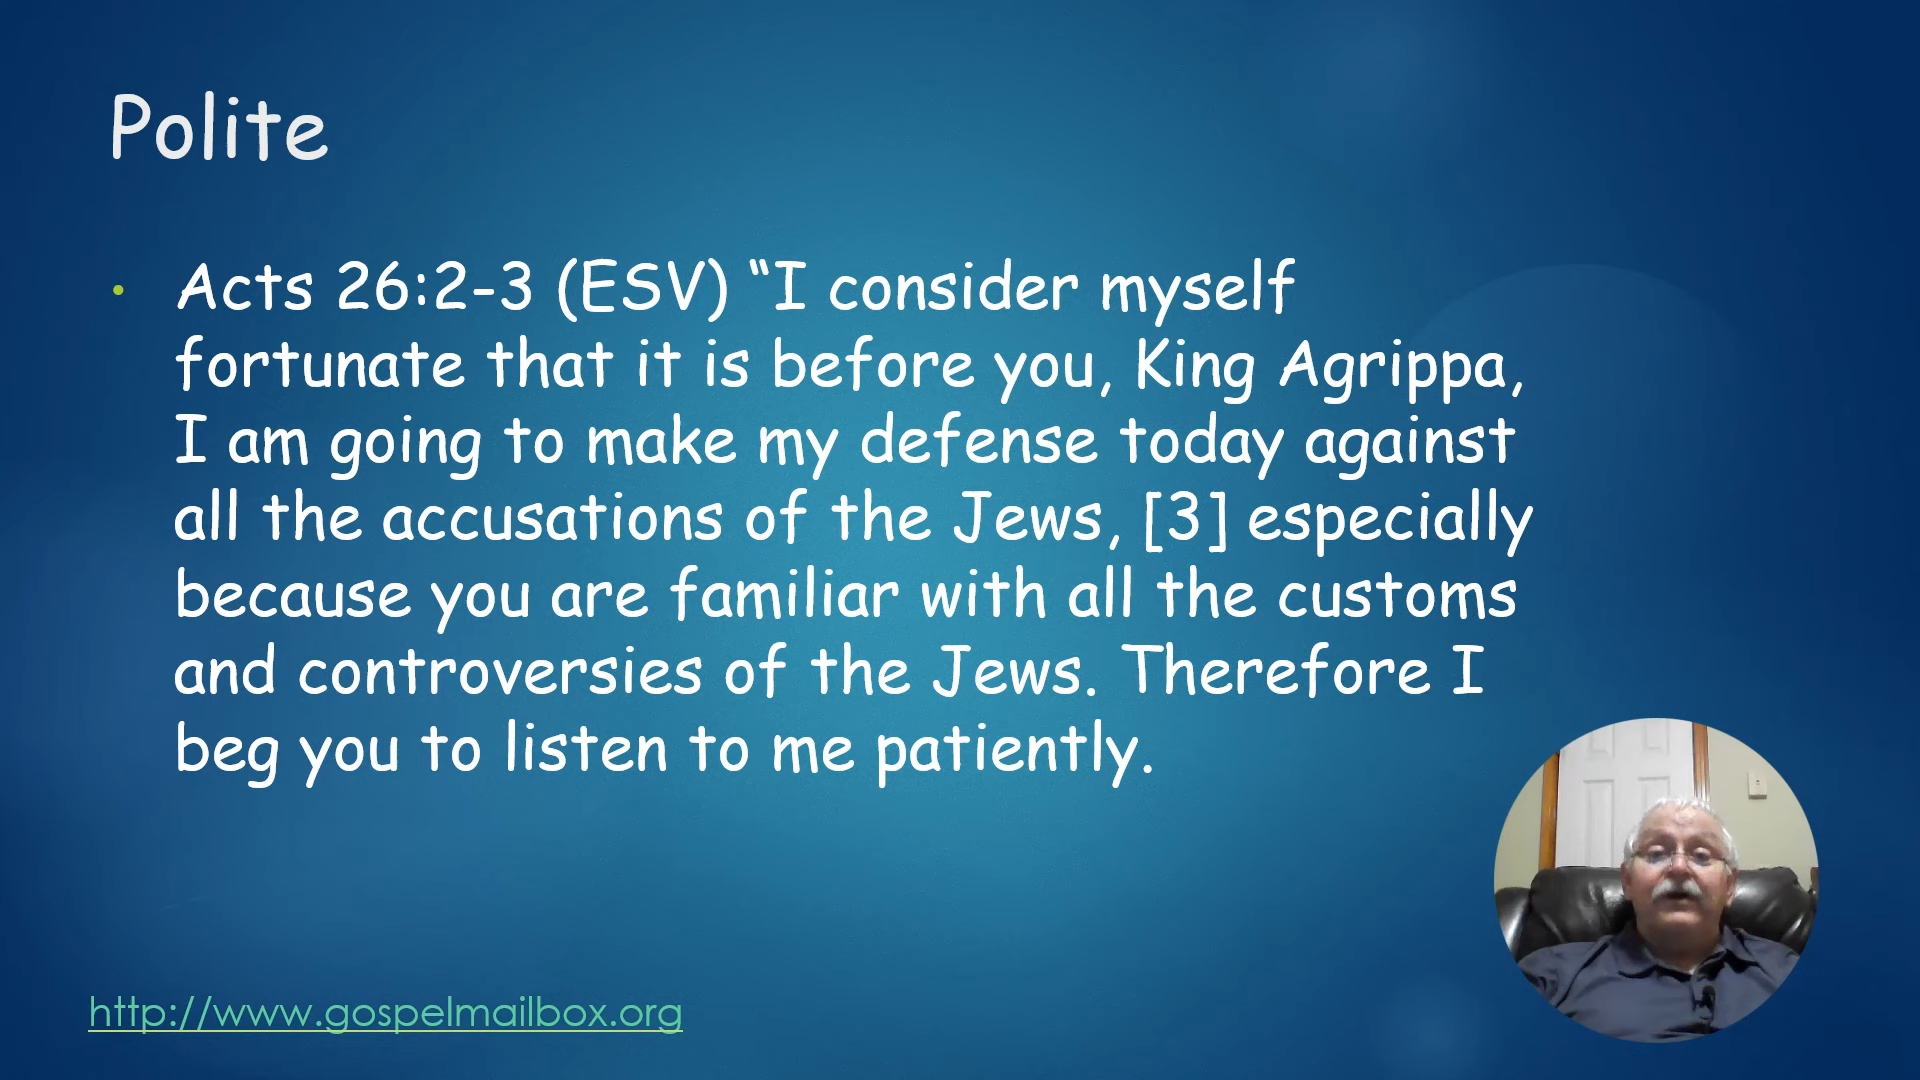 Polite
• Acts 26:2-3 (ESV) “I consider myself
fortunate that it is before you, King Agrippa,
I am going to make my defense today against
all the accusations of the Jews, [3] especially
because you are familiar with all the customs
and controversies of the Jews. Therefore I
beg you to listen to me patiently.
http://www.gospelmailbox.org